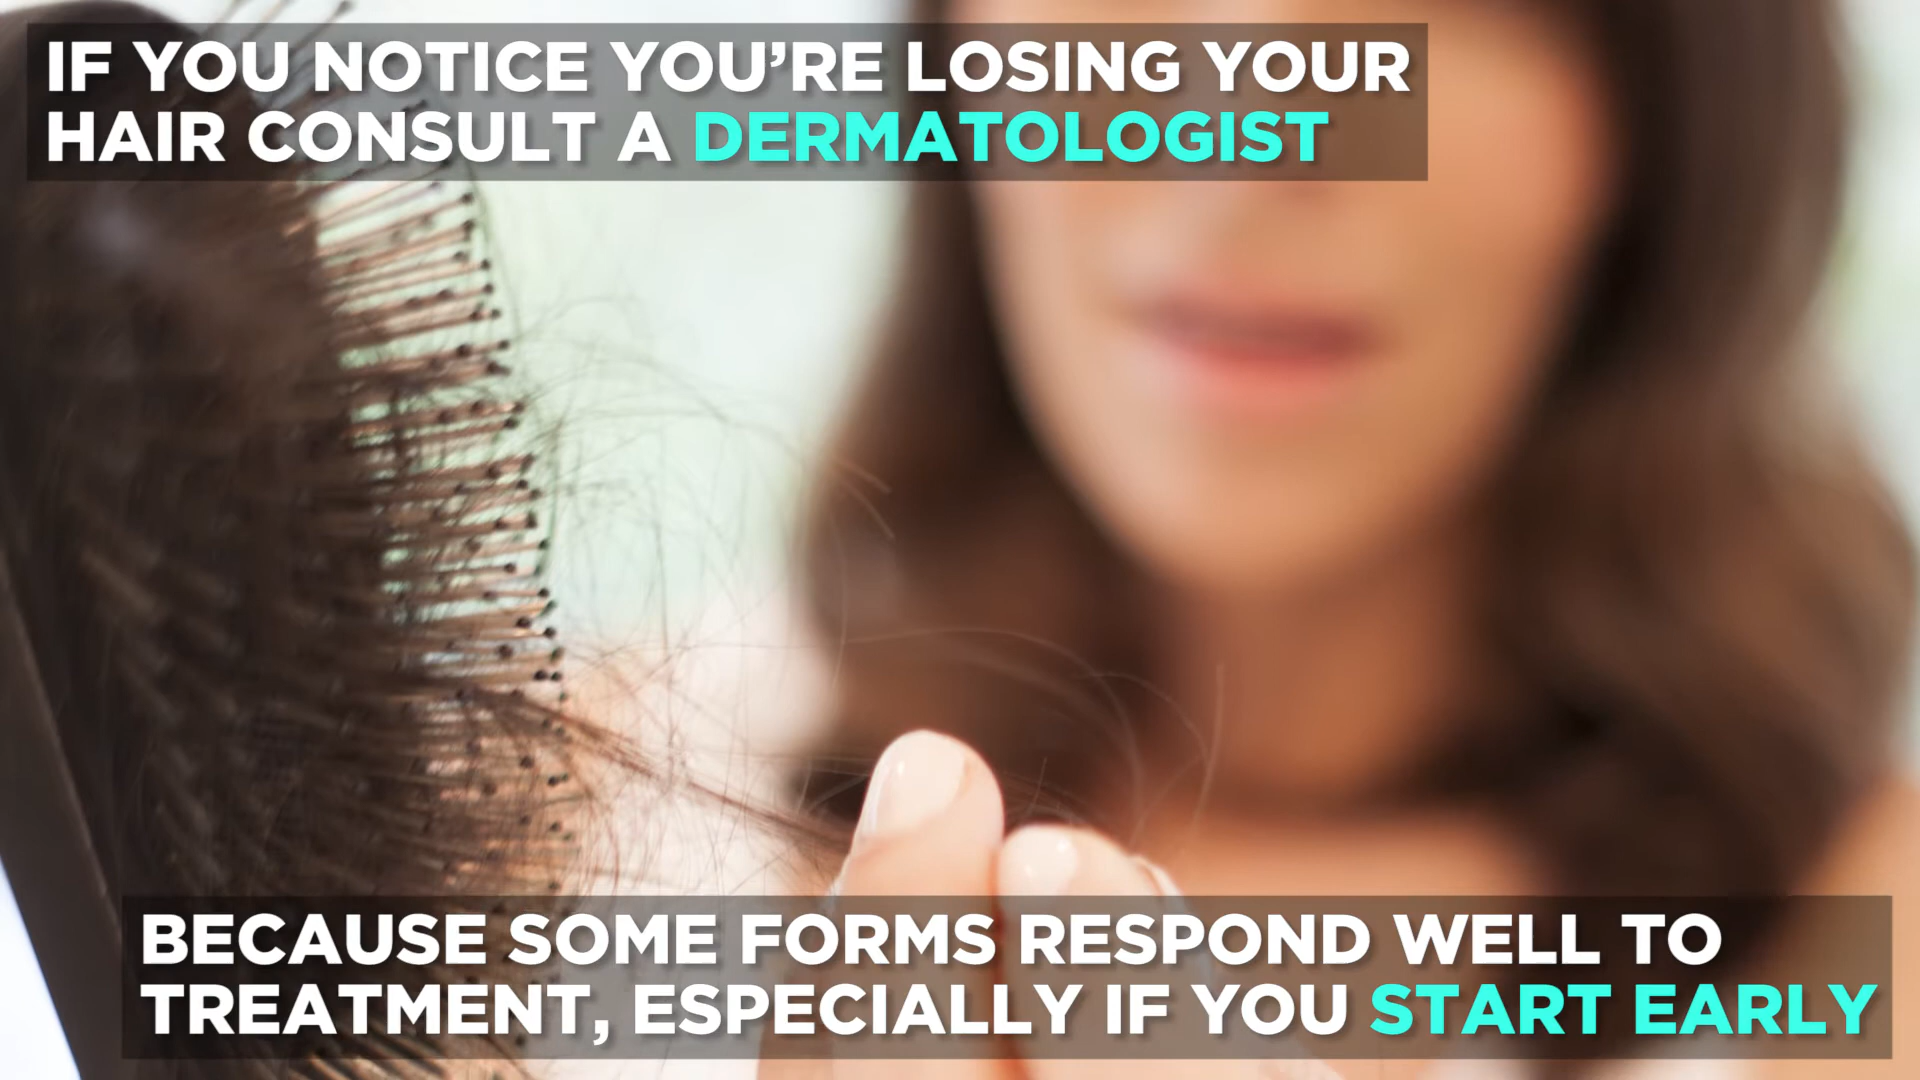 IF YOU NOTICE YOU’RE LOSING YOUR
HAIR CONSULT A DERMATOLOGIST
BECAUSE SOME FORMS RESPOND WELL TO
TREATMENT, ESPECIALLY IF YOU START EARLY